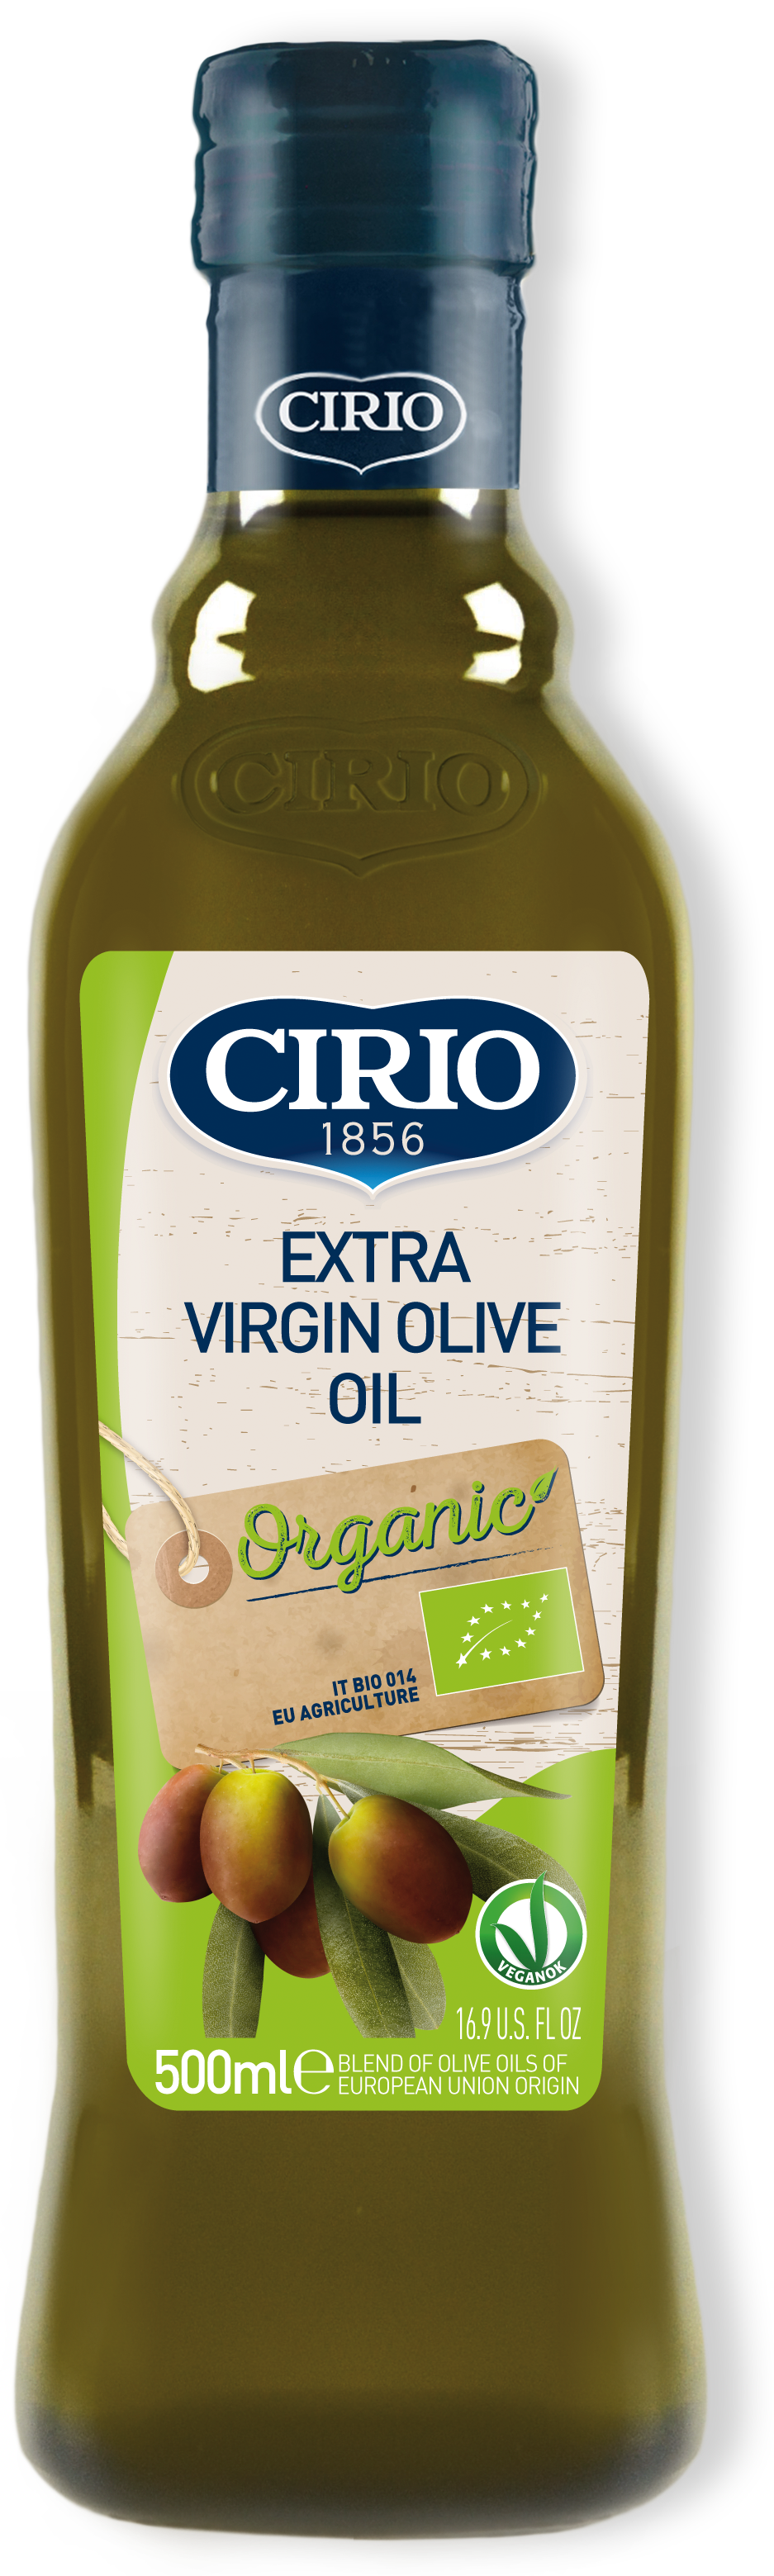 CIRIO
CIRIO
CIRIO
1856
EXTRA
VIRGIN OLIVE
OIL
Organic
IT BIO 014
EU AGRICULTURE
VEGANOK
16.9 U.S. FL OZ
500ml℮
BLEND OF OLIVE OILS OF
EUROPEAN UNION ORIGIN